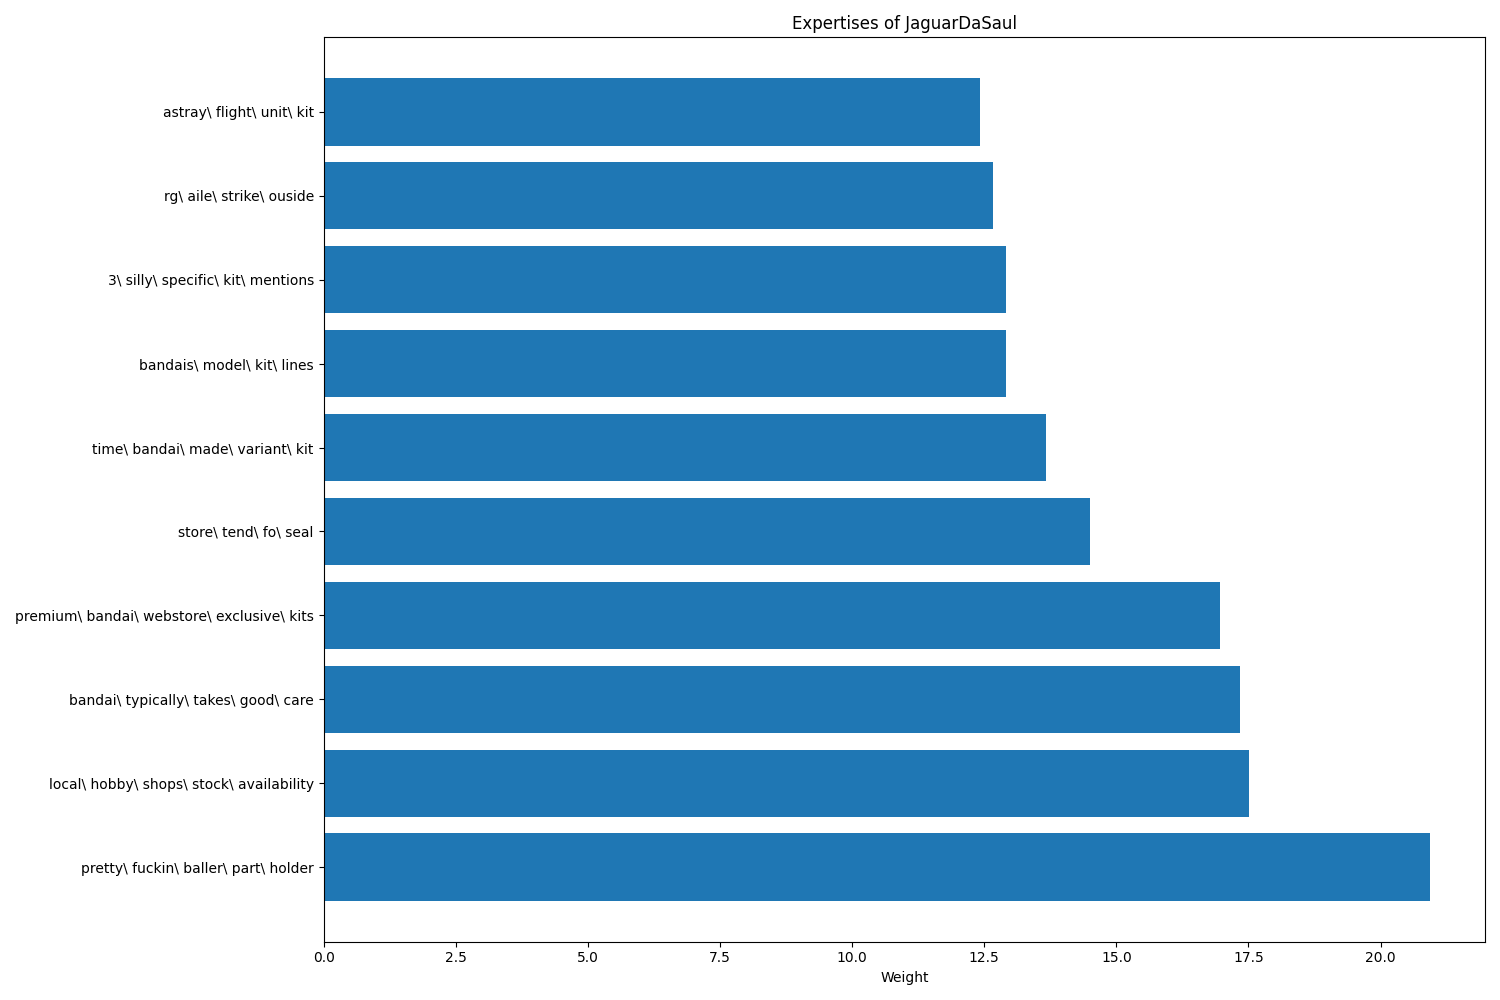 Expertises of JaguarDaSaul
astray\ flight\ unit\ kit
rg\ aile\ strike\ ouside
3\ silly\ specific\ kit\ mentions
bandais\ model\ kit\ lines
time\ bandai\ made\ variant\ kit
store\ tend\ fo\ seal
premium\ bandai\ webstore\ exclusive\ kits
bandai\ typically\ takes\ good\ care
local\ hobby\ shops\ stock\ availability
pretty\ fuckin\ baller\ part\ holder
0.0 2.5 5.0 7.5 10.0 12.5 15.0 17.5 20.0
Weight